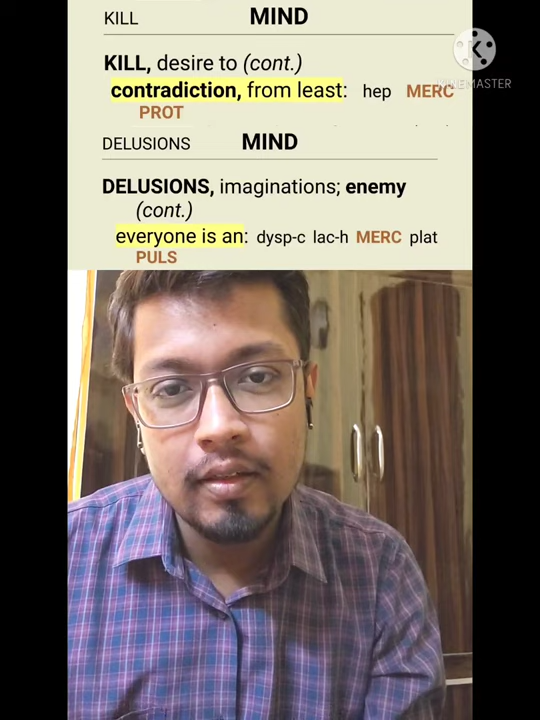 KILL MIND
KILL, desire to (cont.)
contradiction, from least: hep MERC
PROT
DELUSIONS MIND
DELUSIONS, imaginations; enemy
(cont.)
everyone is an: dysp-c lac-h MERC plat
PULS
KINEMASTER